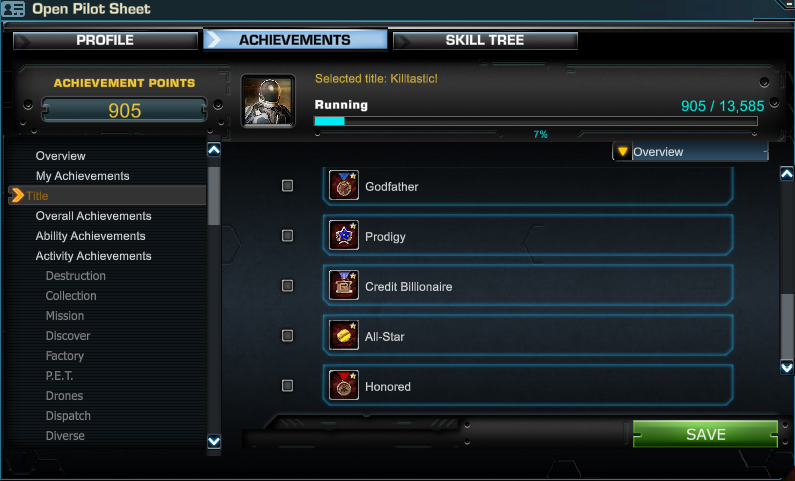 Open Pilot Sheet
PROFILE
ACHIEVEMENTS
SKILL TREE
ACHIEVEMENT POINTS
905
Selected title: Killtastic!
Running
905 / 13,585
7%
Overview
My Achievements
Title
Overall Achievements
Ability Achievements
Activity Achievements
Destruction
Collection
Mission
Discover
Factory
P.E.T.
Drones
Dispatch
Diverse
Overview
Godfather
Prodigy
Credit Billionaire
All-Star
Honored
SAVE